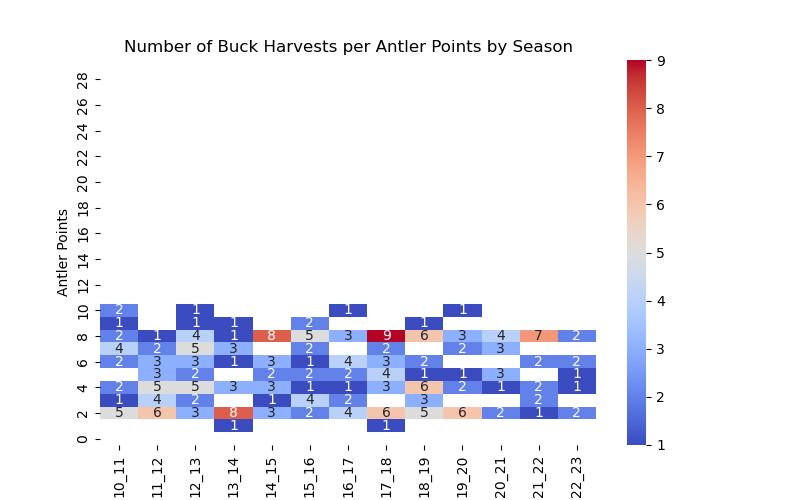 Number of Buck Harvests per Antler Points by Season
Antler Points
28
26
24
22
20
18
16
14
12
10 2 1 1 1
1 1 1 2 1
8 2 1 4 1 8 5 3 9 6 3 4 7 2
4 2 5 3 2 2 2 3
6 2 3 3 1 3 1 4 3 2 2 2
3 2 2 2 2 4 1 1 3 1
4 2 5 5 3 3 1 1 3 6 2 1 2 1
1 4 2 1 4 2 3 2
2 5 6 3 8 3 2 4 6 5 6 2 1 2
1 1
0
10_11 11_12 12_13 13_14 14_15 15_16 16_17 17_18 18_19 19_20 20_21 21_22 22_23
9
8
7
6
5
4
3
2
1